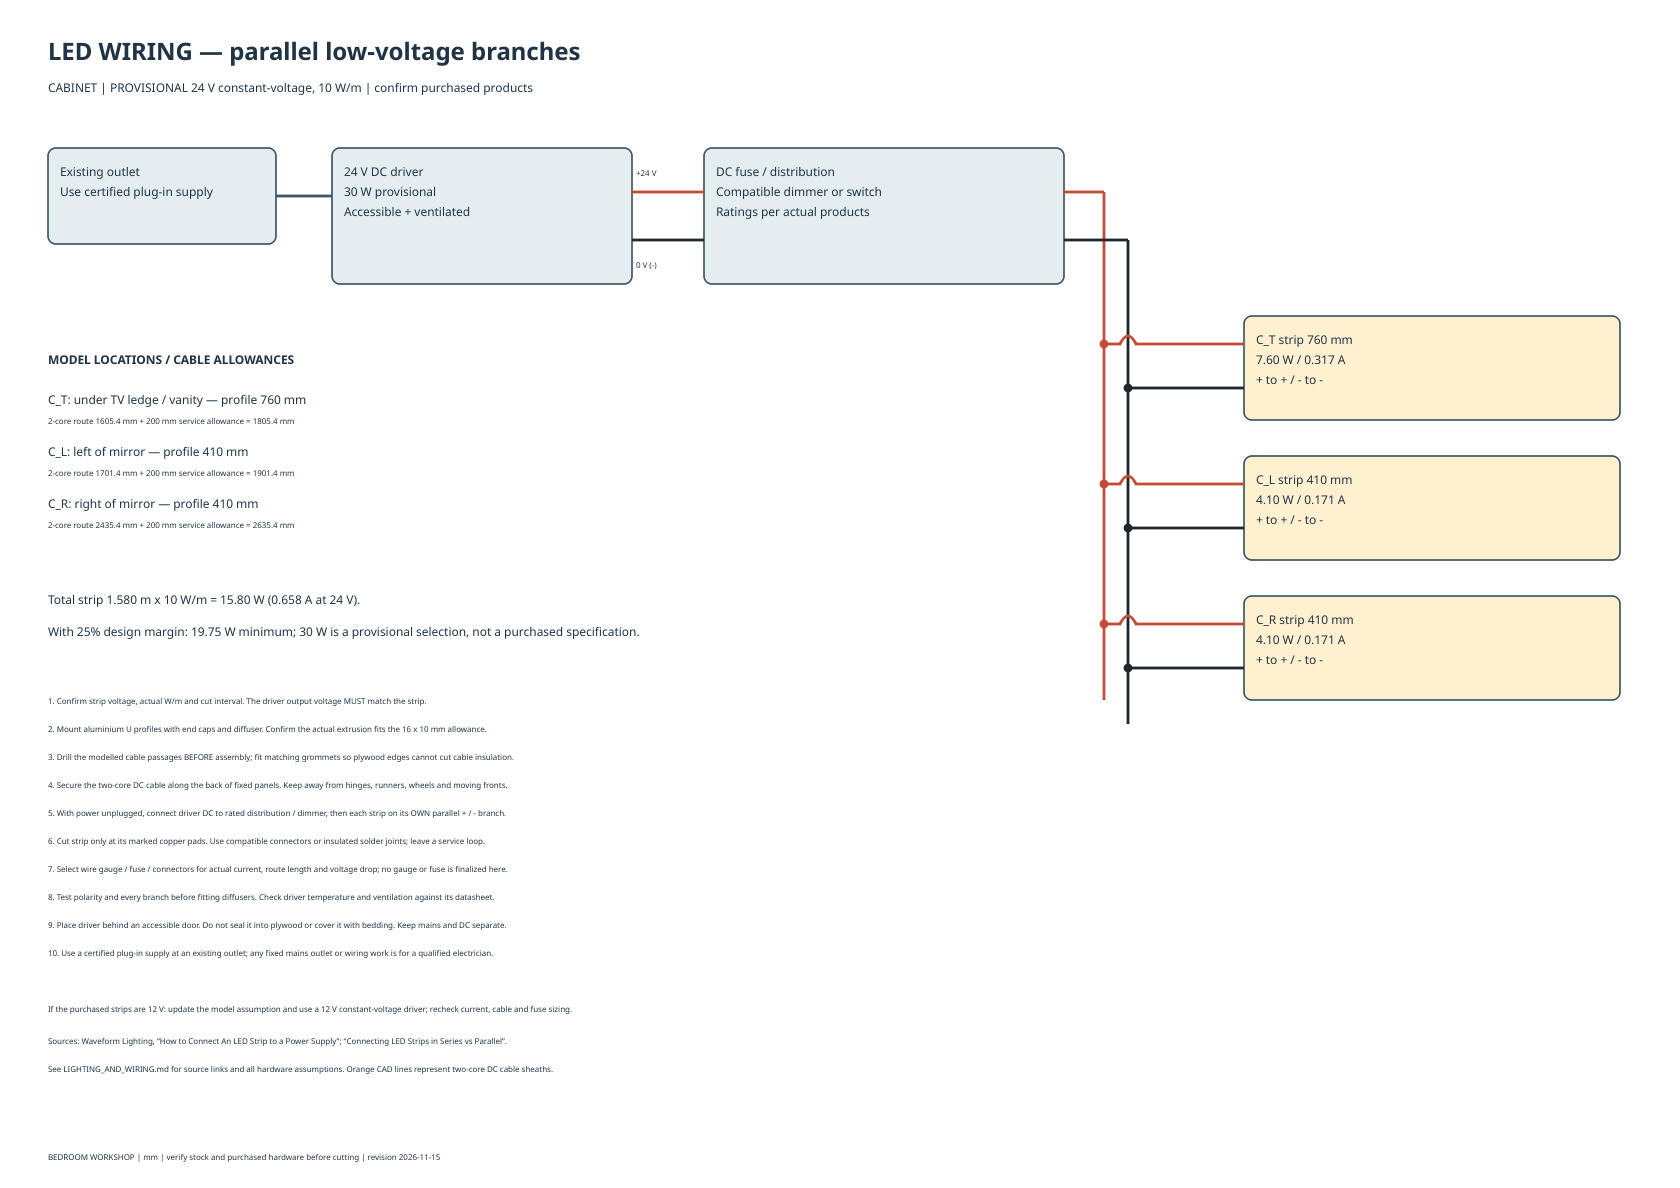 LED WIRING — parallel low-voltage branches
CABINET | PROVISIONAL 24 V constant-voltage, 10 W/m | confirm purchased products
Existing outlet
Use certified plug-in supply
24 V DC driver
30 W provisional
Accessible + ventilated
+24 V
0 V (-)
DC fuse / distribution
Compatible dimmer or switch
Ratings per actual products
C_T strip 760 mm
7.60 W / 0.317 A
+ to + / - to -
C_L strip 410 mm
4.10 W / 0.171 A
+ to + / - to -
C_R strip 410 mm
4.10 W / 0.171 A
+ to + / - to -
MODEL LOCATIONS / CABLE ALLOWANCES
C_T: under TV ledge / vanity — profile 760 mm
2-core route 1605.4 mm + 200 mm service allowance = 1805.4 mm
C_L: left of mirror — profile 410 mm
2-core route 1701.4 mm + 200 mm service allowance = 1901.4 mm
C_R: right of mirror — profile 410 mm
2-core route 2435.4 mm + 200 mm service allowance = 2635.4 mm
Total strip 1.580 m x 10 W/m = 15.80 W (0.658 A at 24 V).
With 25% design margin: 19.75 W minimum; 30 W is a provisional selection, not a purchased specification.
1. Confirm strip voltage, actual W/m and cut interval. The driver output voltage MUST match the strip.
2. Mount aluminium U profiles with end caps and diffuser. Confirm the actual extrusion fits the 16 x 10 mm allowance.
3. Drill the modelled cable passages BEFORE assembly; fit matching grommets so plywood edges cannot cut cable insulation.
4. Secure the two-core DC cable along the back of fixed panels. Keep away from hinges, runners, wheels and moving fronts.
5. With power unplugged, connect driver DC to rated distribution / dimmer, then each strip on its OWN parallel + / - branch.
6. Cut strip only at its marked copper pads. Use compatible connectors or insulated solder joints; leave a service loop.
7. Select wire gauge / fuse / connectors for actual current, route length and voltage drop; no gauge or fuse is finalized here.
8. Test polarity and every branch before fitting diffusers. Check driver temperature and ventilation against its datasheet.
9. Place driver behind an accessible door. Do not seal it into plywood or cover it with bedding. Keep mains and DC separate.
10. Use a certified plug-in supply at an existing outlet; any fixed mains outlet or wiring work is for a qualified electrician.
If the purchased strips are 12 V: update the model assumption and use a 12 V constant-voltage driver; recheck current, cable and fuse sizing.
Sources: Waveform Lighting, “How to Connect An LED Strip to a Power Supply”; “Connecting LED Strips in Series vs Parallel”.
See LIGHTING_AND_WIRING.md for source links and all hardware assumptions. Orange CAD lines represent two-core DC cable sheaths.
BEDROOM WORKSHOP | mm | verify stock and purchased hardware before cutting | revision 2026-11-15